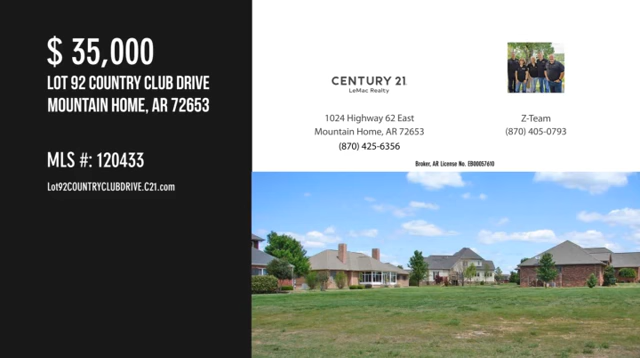 $ 35,000
LOT 92 COUNTRY CLUB DRIVE
MOUNTAIN HOME, AR 72653
MLS #: 120433
Lot92COUNTRYCLUBDRIVE.C21.com
CENTURY 21
LeMac Realty
1024 Highway 62 East
Mountain Home, AR 72653
(870) 425-6356
Z-Team
(870) 405-0793
Broker, AR License No. EB00057610